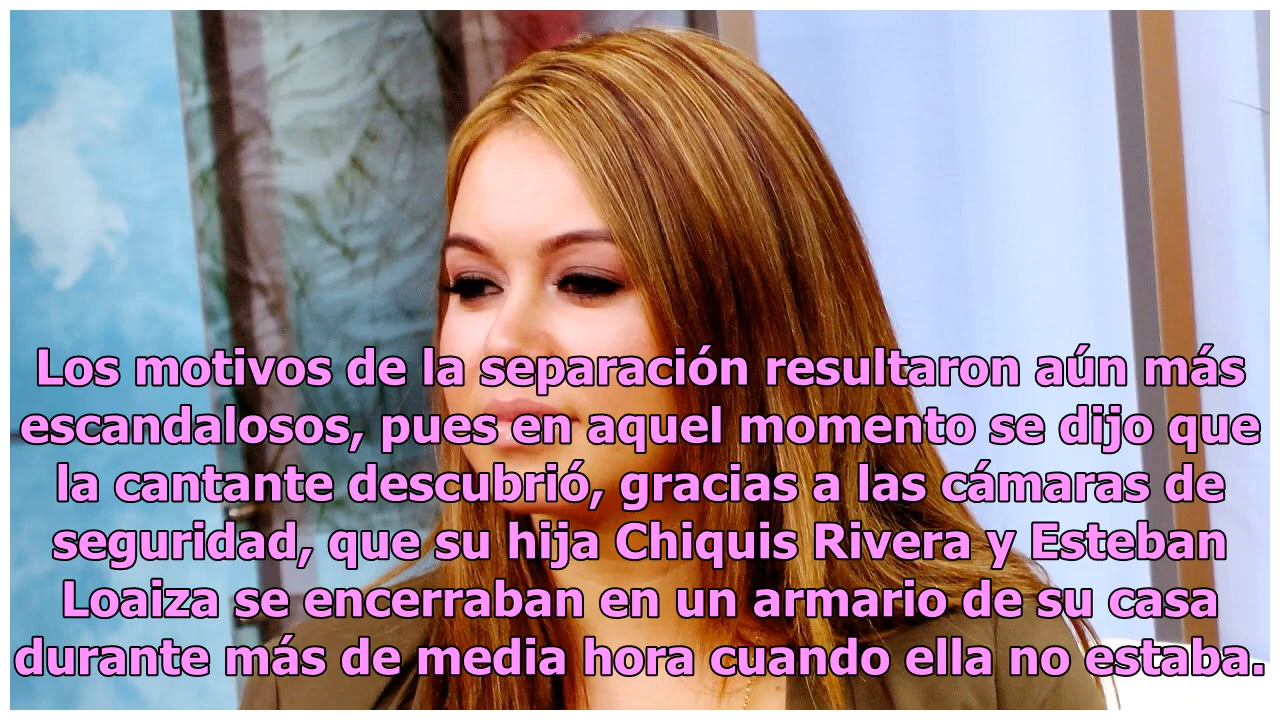 Los motivos de la separación resultaron aún más
escandalosos, pues en aquel momento se dijo que
la cantante descubrió, gracias a las cámaras de
seguridad, que su hija Chiquis Rivera y Esteban
Loaiza se encerraban en un armario de su casa
durante más de media hora cuando ella no estaba.